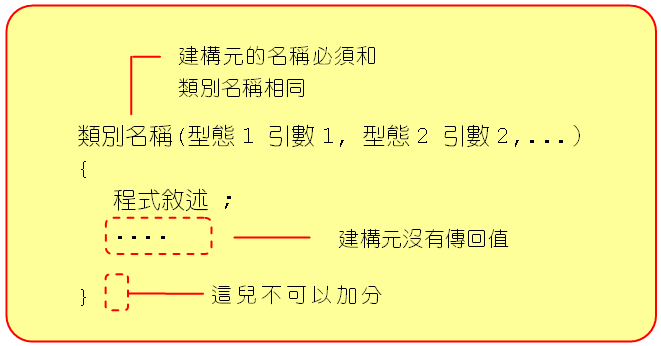 建構元的名稱必須和
類別名稱相同
類別名稱(型態1 引數1, 型態2 引數2,...)
{
程式敘述 ;
....
建構元沒有傳回值
} 這兒不可以加分